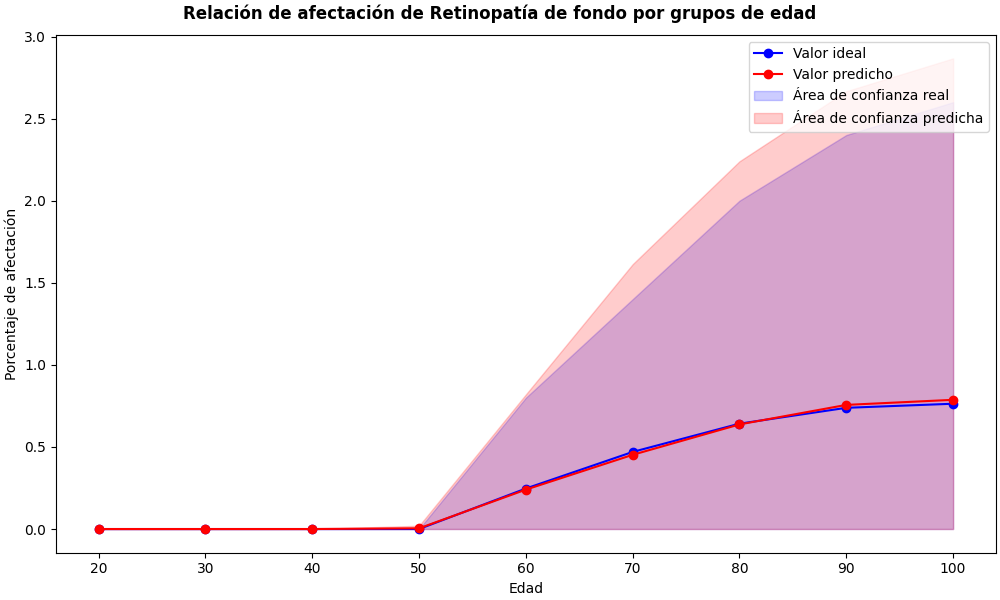 Relación de afectación de Retinopatía de fondo por grupos de edad
Valor ideal
Valor predicho
Área de confianza real
Área de confianza predicha
Porcentaje de afectación
3.0
2.5
2.0
1.5
1.0
0.5
0.0
20 30 40 50 60 70 80 90 100
Edad